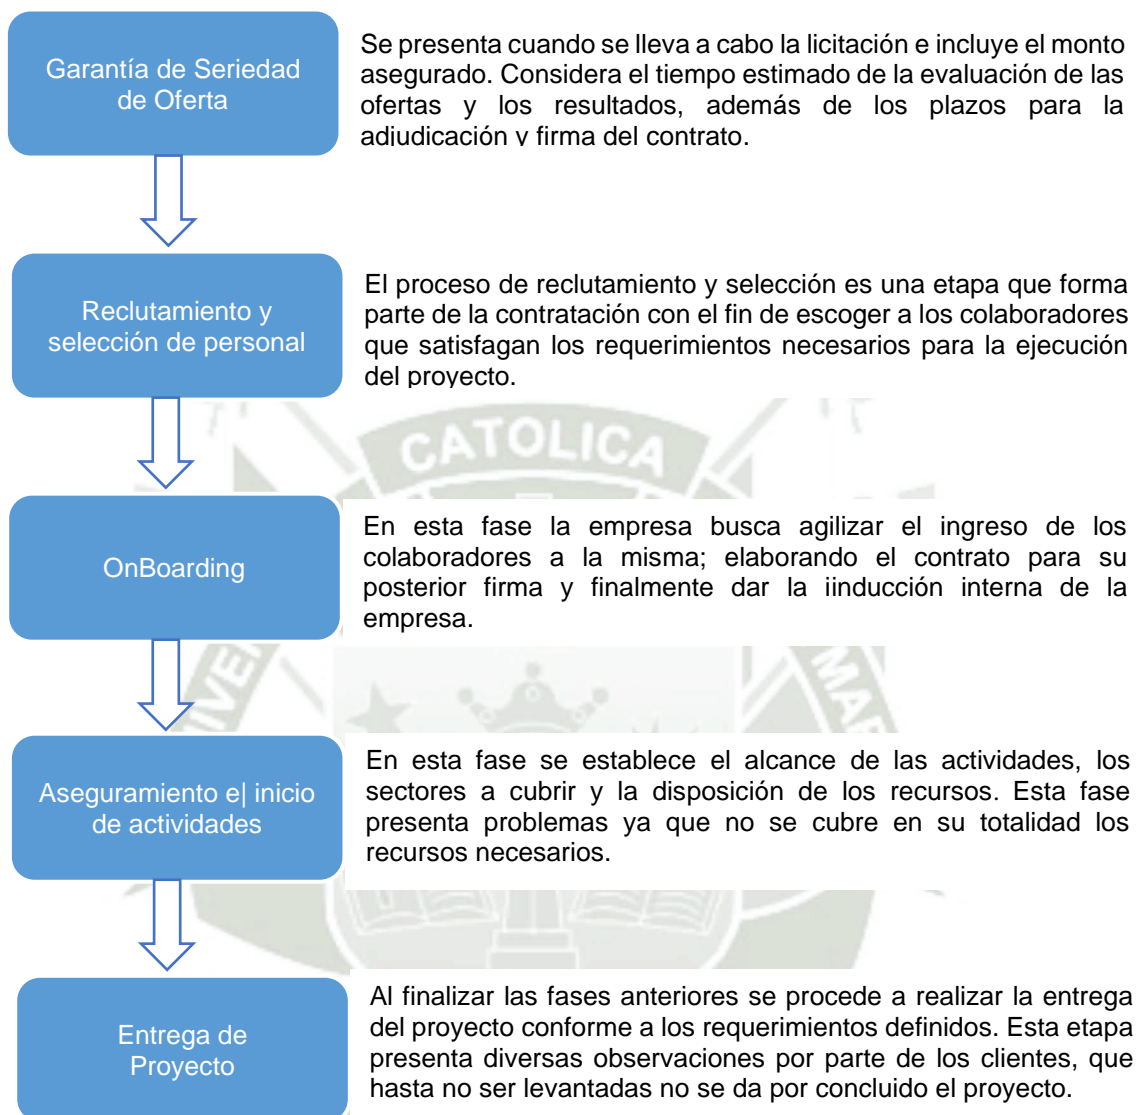 Garantía de Seriedad
de Oferta
Se presenta cuando se lleva a cabo la licitación e incluye el monto
asegurado. Considera el tiempo estimado de la evaluación de las
ofertas y los resultados, además de los plazos para la
adjudicación y firma del contrato.
Reclutamiento y
selección de personal
El proceso de reclutamiento y selección es una etapa que forma
parte de la contratación con el fin de escoger a los colaboradores
que satisfagan los requerimientos necesarios para la ejecución
del proyecto.
CATOLICA
OnBoarding
En esta fase la empresa busca agilizar el ingreso de los
colaboradores a la misma; elaborando el contrato para su
posterior firma y finalmente dar la iinducción interna de la
empresa.
Aseguramiento e| inicio
de actividades
En esta fase se establece el alcance de las actividades, los
sectores a cubrir y la disposición de los recursos. Esta fase
presenta problemas ya que no se cubre en su totalidad los
recursos necesarios.
Entrega de
Proyecto
Al finalizar las fases anteriores se procede a realizar la entrega
del proyecto conforme a los requerimientos definidos. Esta etapa
presenta diversas observaciones por parte de los clientes, que
hasta no ser levantadas no se da por concluido el proyecto.